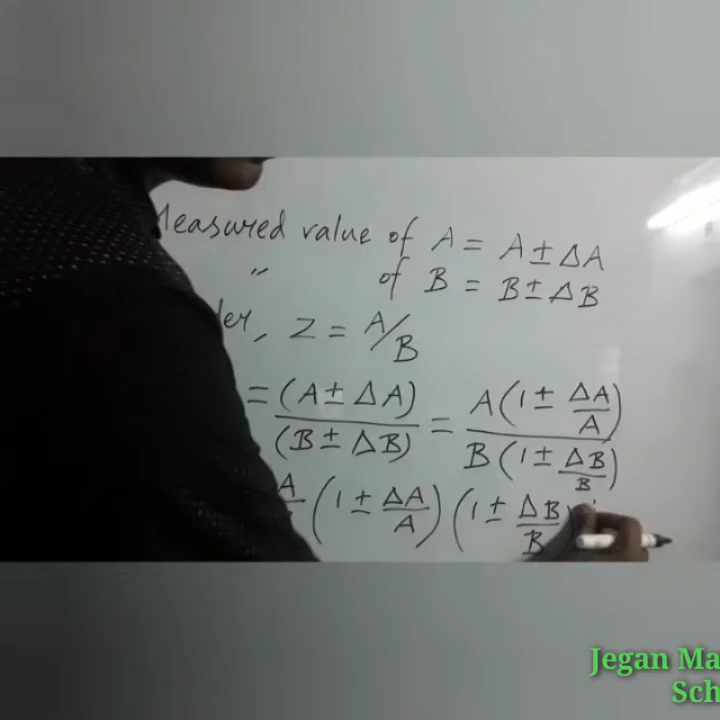 Measured value of A = A ± ΔA
〃 of B = B ± ΔB
, Z = A/B
= (A ± ΔA)/(B ± ΔB) = A(1 ± ΔA/A)/B(1 ± ΔB/B)
A (1 ± ΔA/A) (1 ± ΔB/B)
Jegan Ma
Sch